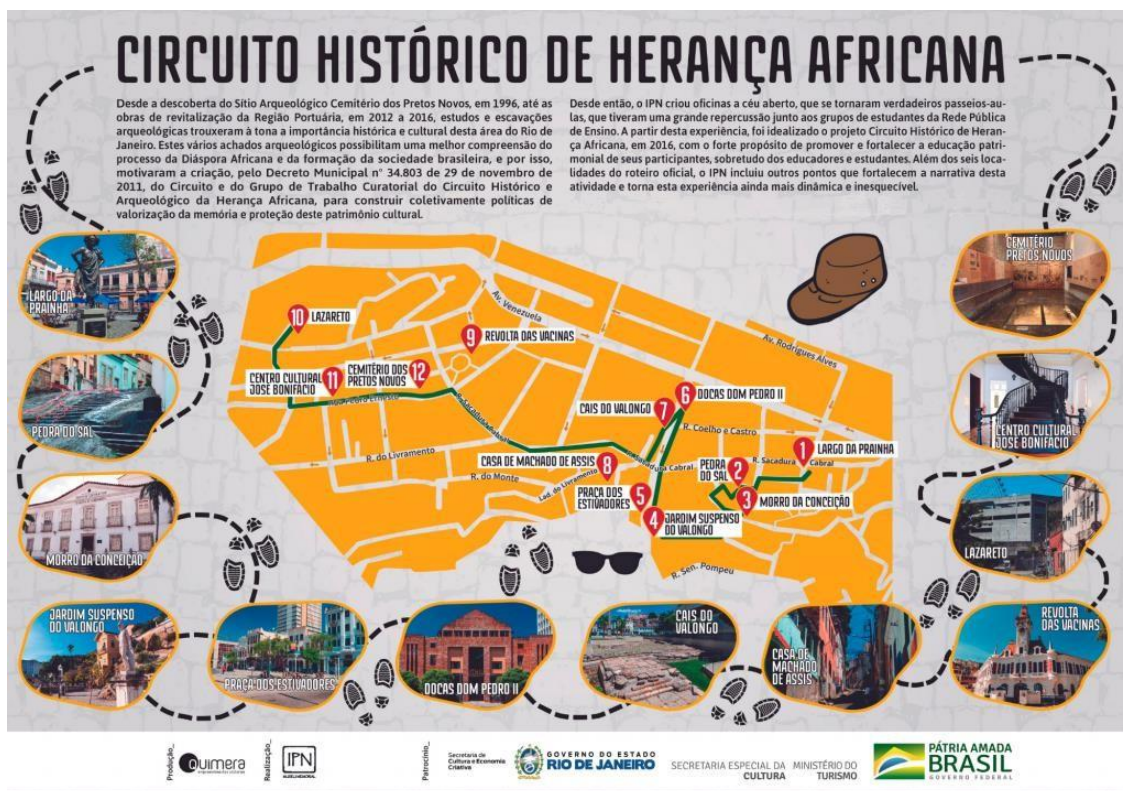 CIRCUITO HISTÓRICO DE HERANÇA AFRICANA
Desde a descoberta do Sítio Arqueológico Cemitério dos Pretos Novos, em 1996, até as
obras de revitalização da Região Portuária, em 2012 a 2016, estudos e escavações
arqueológicas trouxeram à tona a importância histórica e cultural desta área do Rio de
Janeiro. Estes vários achados arqueológicos possibilitam uma melhor compreensão do
processo da Diáspora Africana e da formação da sociedade brasileira, e por isso,
motivaram a criação, pelo Decreto Municipal nº 34.803 de 29 de novembro de
2011, do Circuito e do Grupo de Trabalho Curatorial do Circuito Histórico e
Arqueológico da Herança Africana, para construir coletivamente políticas de
valorização da memória e proteção deste patrimônio cultural.
Desde então, o IPN criou oficinas a céu aberto, que se tornaram verdadeiros passeios-au-
las, que tiveram uma grande repercussão junto aos grupos de estudantes da Rede Pública
de Ensino. A partir desta experiência, foi idealizado o projeto Circuito Histórico de Heran-
ça Africana, em 2016, com o forte propósito de promover e fortalecer a educação patri-
monial de seus participantes, sobretudo dos educadores e estudantes. Além dos seis loca-
lidades do roteiro oficial, o IPN incluiu outros pontos que fortalecem a narrativa desta
atividade e torna esta experiência ainda mais dinâmica e inesquecível.
LARGO DA
PRAINHA
PEDRA DO SAL
MORRO DA CONCEIÇÃO
JARDIM SUSPENSO
DO VALONGO
PRAÇA DOS ESTIVADORES
DOCAS DOM PEDRO II
CAIS DO
VALONGO
CASA DE
MACHADO
DE ASSIS
REVOLTA
DAS VACINAS
LAZARETO
CENTRO CULTURAL
JOSÉ BONIFÁCIO
CEMITÉRIO
PRETOS NOVOS
10 LAZARETO
9 REVOLTA DAS VACINAS
Av. Venezuela
Av. Rodrigues Alves
CENTRO CULTURAL
JOSÉ BONIFÁCIO
11
CEMITÉRIO DOS
PRETOS NOVOS
12
Rua Pedro Ernesto
R. Sacadura Cabral
6 DOCAS DOM PEDRO II
CAIS DO VALONGO 7
R. Coelho e Castro
1 LARGO DA PRAINHA
R. Sacadura Cabral
R. do Livramento
R. do Monte
CASA DE MACHADO DE ASSIS 8
Lad. do Livramento
R. Sacadura Cabral
PEDRA
DO SAL
2
3 MORRO DA CONCEIÇÃO
PRAÇA DOS
ESTIVADORES
5
4 JARDIM SUSPENSO
DO VALONGO
R. Sen. Pompeu
Produção_
Quimera
Realização_
IPN
Patrocínio_
Secretaria de
Cultura e Economia
Criativa
GOVERNO DO ESTADO
RIO DE JANEIRO
SECRETARIA ESPECIAL DA
CULTURA
MINISTÉRIO DO
TURISMO
PÁTRIA AMADA
BRASIL
GOVERNO FEDERAL